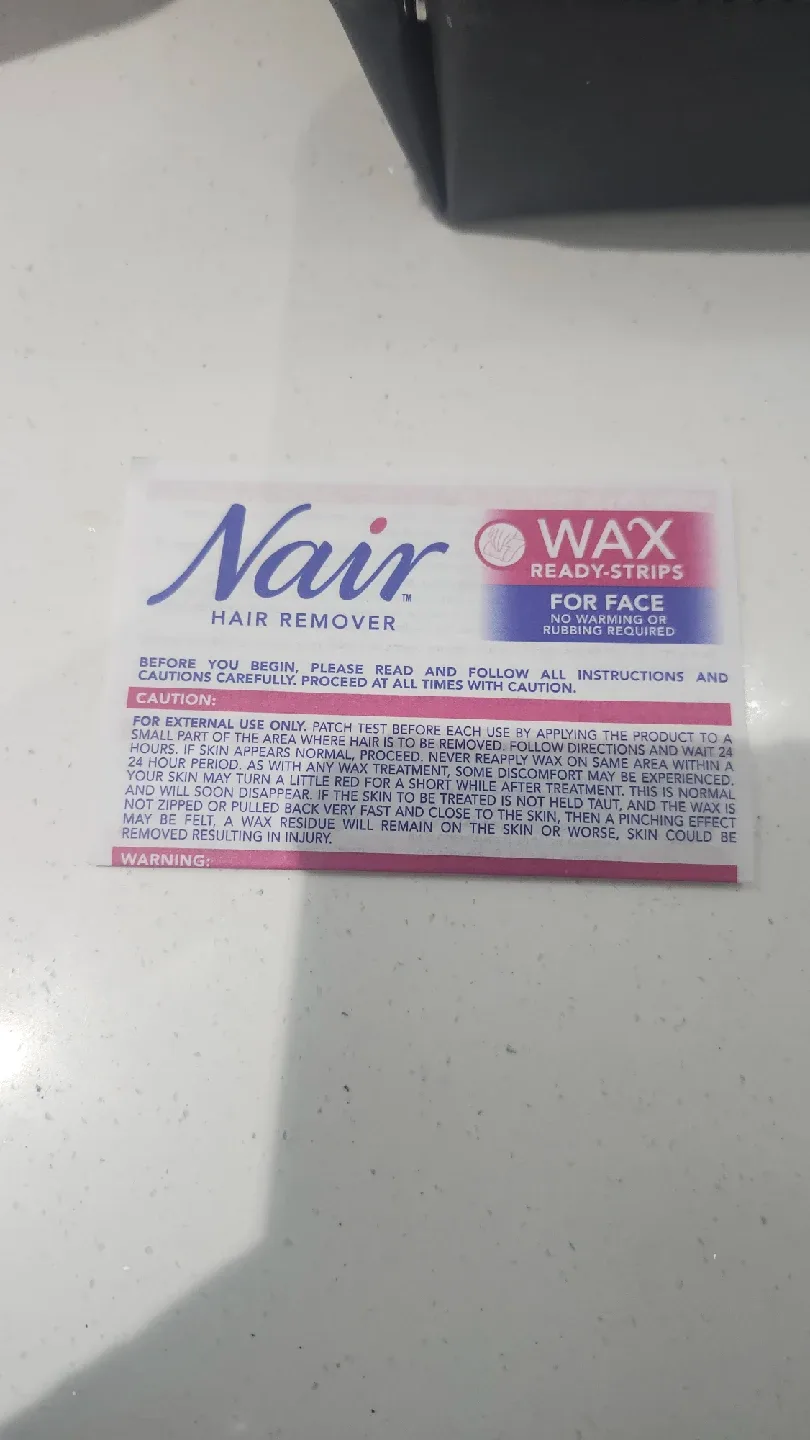 Nair™
HAIR REMOVER
WAX
READY-STRIPS
FOR FACE
NO WARMING OR
RUBBING REQUIRED
BEFORE YOU BEGIN, PLEASE READ AND FOLLOW ALL INSTRUCTIONS AND
CAUTIONS CAREFULLY. PROCEED AT ALL TIMES WITH CAUTION.
CAUTION:
FOR EXTERNAL USE ONLY. PATCH TEST BEFORE EACH USE BY APPLYING THE PRODUCT TO A
SMALL PART OF THE AREA WHERE HAIR IS TO BE REMOVED. FOLLOW DIRECTIONS AND WAIT 24
HOURS. IF SKIN APPEARS NORMAL, PROCEED. NEVER REAPPLY WAX ON SAME AREA WITHIN A
24 HOUR PERIOD. AS WITH ANY WAX TREATMENT, SOME DISCOMFORT MAY BE EXPERIENCED.
YOUR SKIN MAY TURN A LITTLE RED FOR A SHORT WHILE AFTER TREATMENT. THIS IS NORMAL
AND WILL SOON DISAPPEAR. IF THE SKIN TO BE TREATED IS NOT HELD TAUT, AND THE WAX IS
NOT ZIPPED OR PULLED BACK VERY FAST AND CLOSE TO THE SKIN, THEN A PINCHING EFFECT
MAY BE FELT, A WAX RESIDUE WILL REMAIN ON THE SKIN OR WORSE, SKIN COULD BE
REMOVED RESULTING IN INJURY.
WARNING: